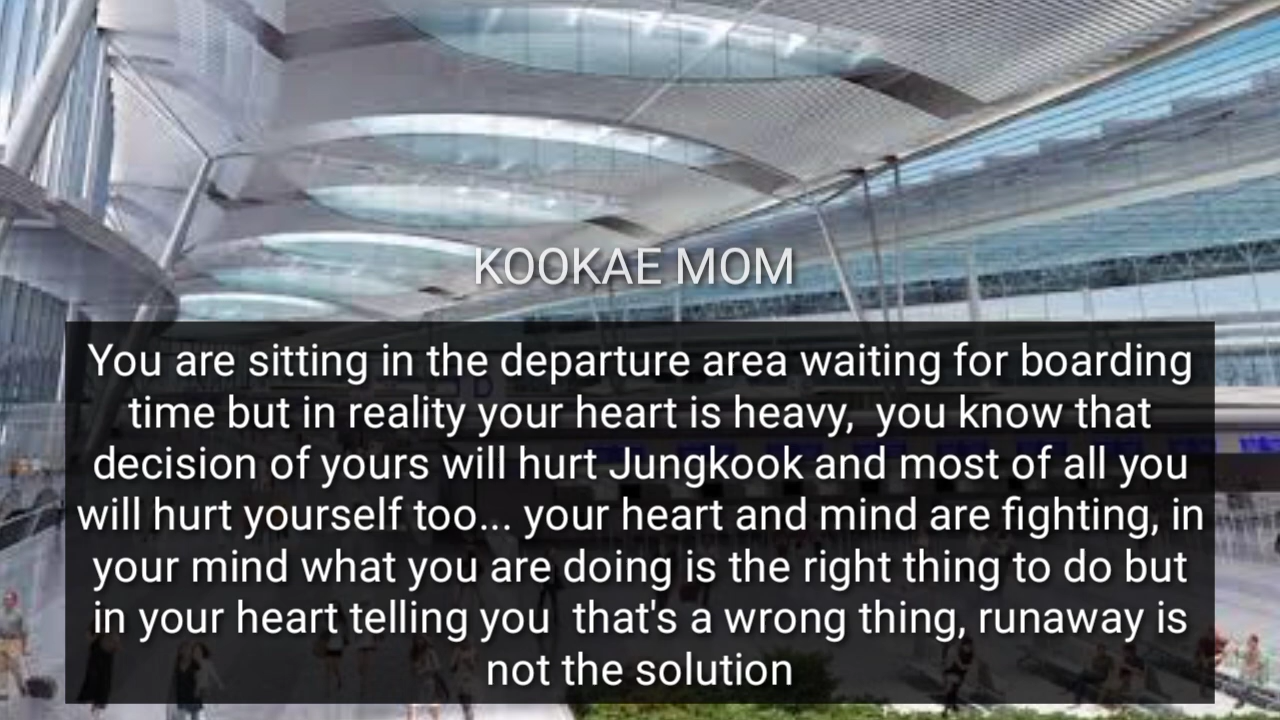 KOOKAE MOM
You are sitting in the departure area waiting for boarding
time but in reality your heart is heavy,  you know that
decision of yours will hurt Jungkook and most of all you
will hurt yourself too... your heart and mind are fighting, in
your mind what you are doing is the right thing to do but
in your heart telling you  that's a wrong thing, runaway is
not the solution